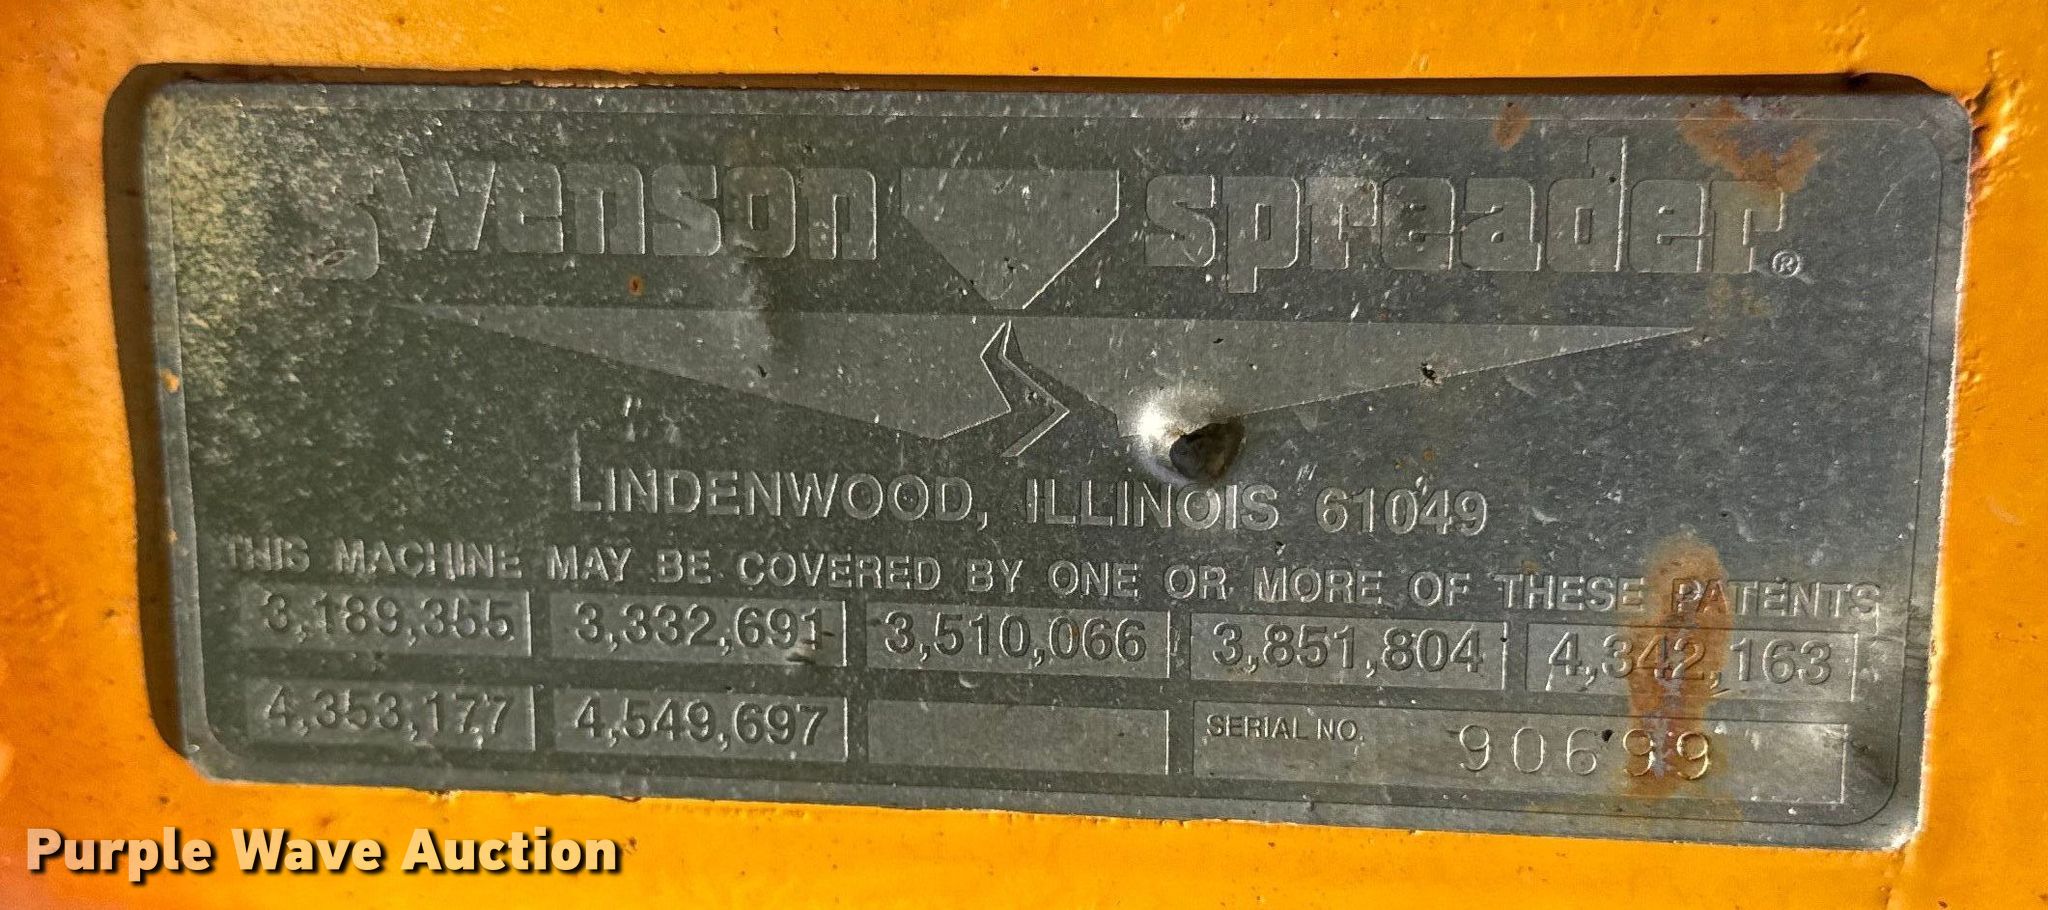 swenson spreader®
LINDENWOOD, ILLINOIS 61049
THIS MACHINE MAY BE COVERED BY ONE OR MORE OF THESE PATENTS
3,189,355 3,332,691 3,510,066 3,851,804 4,342,163
4,353,177 4,549,697 SERIAL NO. 90699
Purple Wave Auction